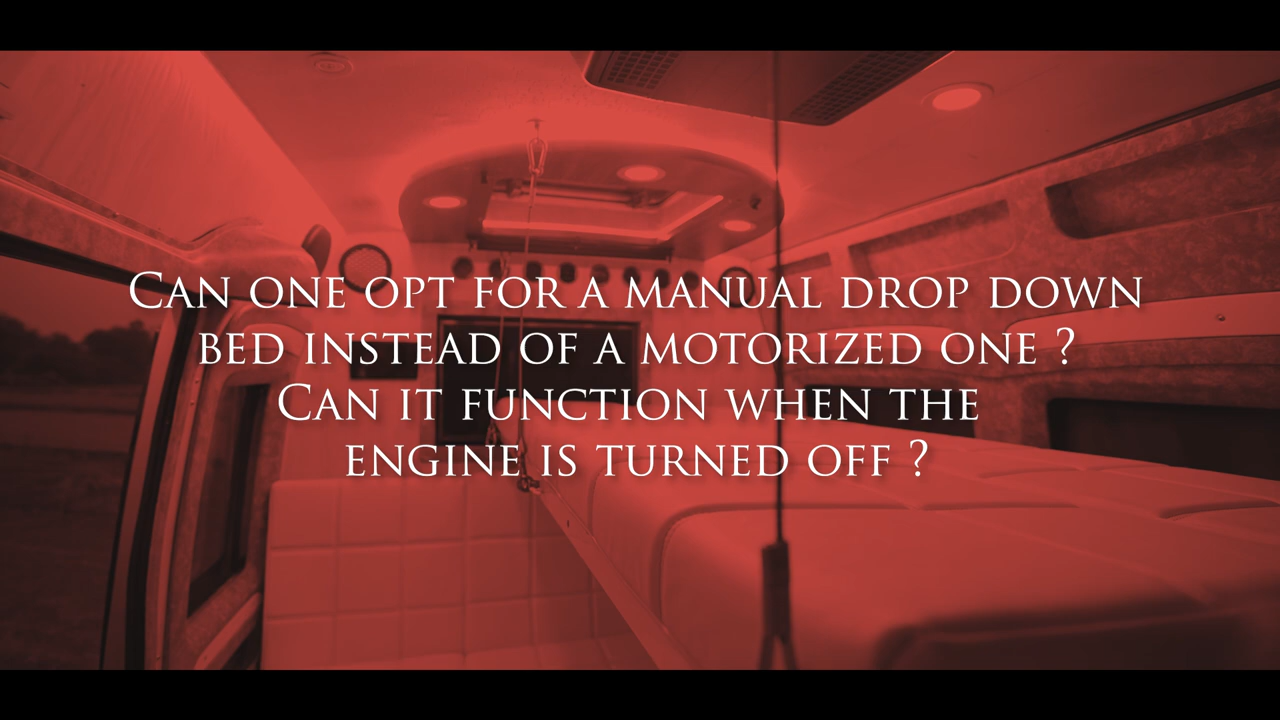 Can one opt for a manual drop down
bed instead of a motorized one ?
Can it function when the
engine is turned off ?